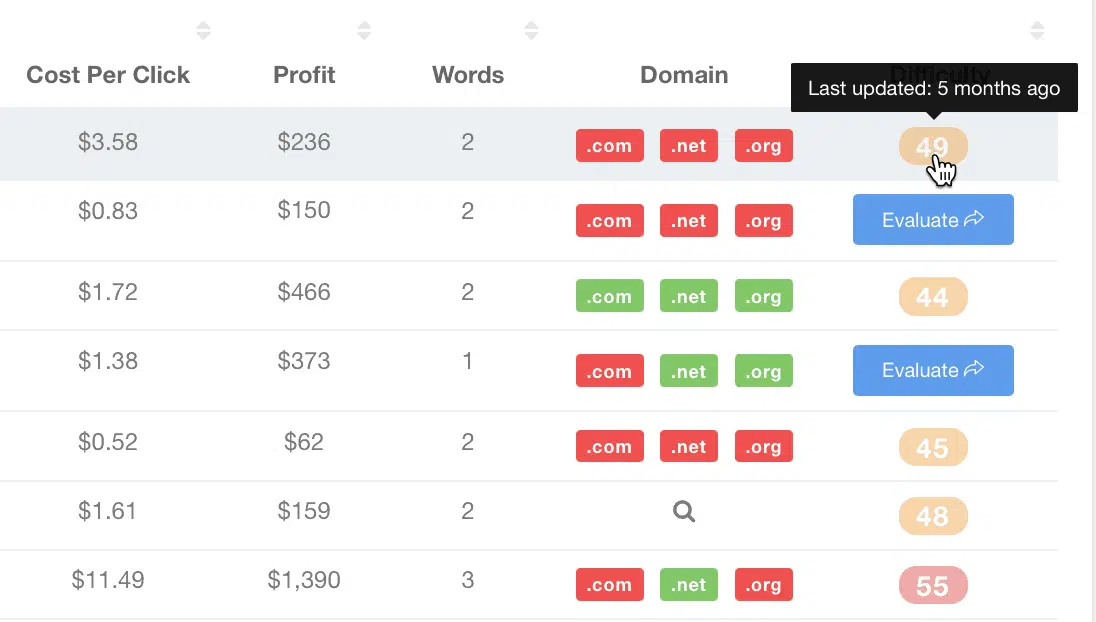 Cost Per Click Profit Words Domain Difficulty
Last updated: 5 months ago
$3.58 $236 2 .com .net .org 49
$0.83 $150 2 .com .net .org Evaluate
$1.72 $466 2 .com .net .org 44
$1.38 $373 1 .com .net .org Evaluate
$0.52 $62 2 .com .net .org 45
$1.61 $159 2 48
$11.49 $1,390 3 .com .net .org 55